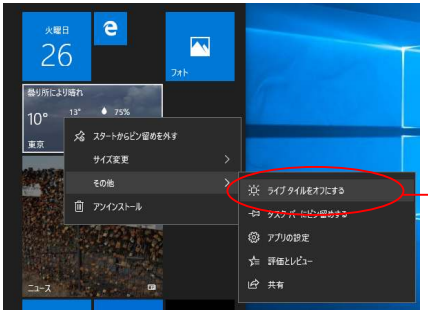 火曜日
26
フォト
曇り所により晴れ
10°
13°
75%
東京
スタートからピン留めを外す
サイズ変更
その他
アンインストール
ライブ タイルをオフにする
タスク バーにピン留めする
アプリの設定
評価とレビュー
共有
ニュース